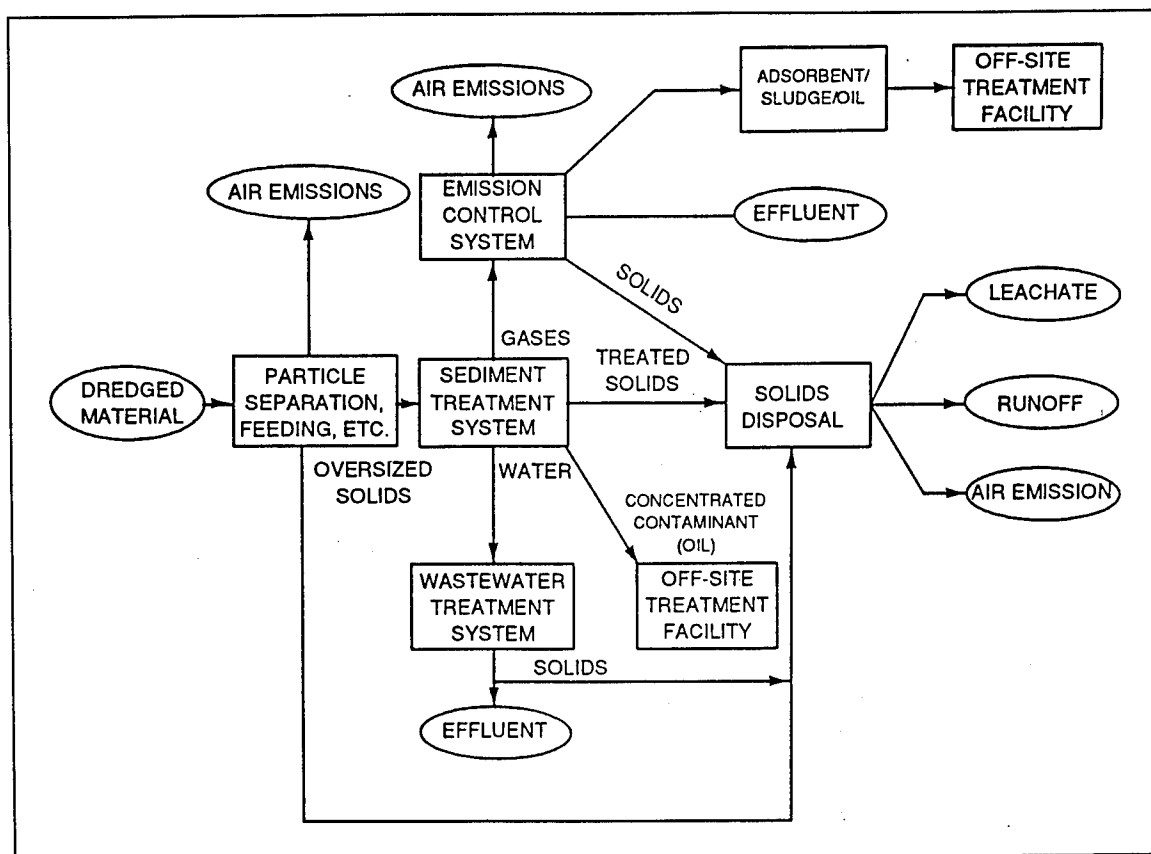 AIR EMISSIONS
ADSORBENT/
SLUDGE/OIL
OFF-SITE
TREATMENT
FACILITY
AIR EMISSIONS
EMISSION
CONTROL
SYSTEM
EFFLUENT
SOLIDS
LEACHATE
GASES
TREATED
SOLIDS
DREDGED
MATERIAL
PARTICLE
SEPARATION,
FEEDING, ETC.
SEDIMENT
TREATMENT
SYSTEM
SOLIDS
DISPOSAL
RUNOFF
OVERSIZED
SOLIDS
WATER
AIR EMISSION
CONCENTRATED
CONTAMINANT
(OIL)
WASTEWATER
TREATMENT
SYSTEM
OFF-SITE
TREATMENT
FACILITY
SOLIDS
EFFLUENT